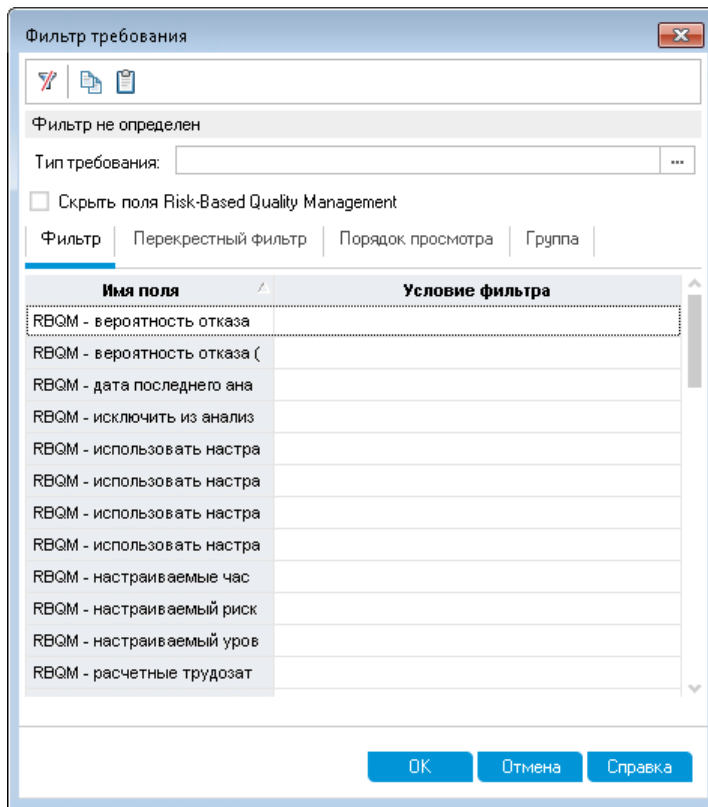 Фильтр требования
Фильтр не определен
Тип требования:
...
Скрыть поля Risk-Based Quality Management
Фильтр Перекрестный фильтр Порядок просмотра Группа
Имя поля Условие фильтра
RBQM - вероятность отказа
RBQM - вероятность отказа (
RBQM - дата последнего ана
RBQM - исключить из анализ
RBQM - использовать настра
RBQM - использовать настра
RBQM - использовать настра
RBQM - использовать настра
RBQM - настраиваемые час
RBQM - настраиваемый риск
RBQM - настраиваемый уров
RBQM - расчетные трудозат
OK Отмена Справка